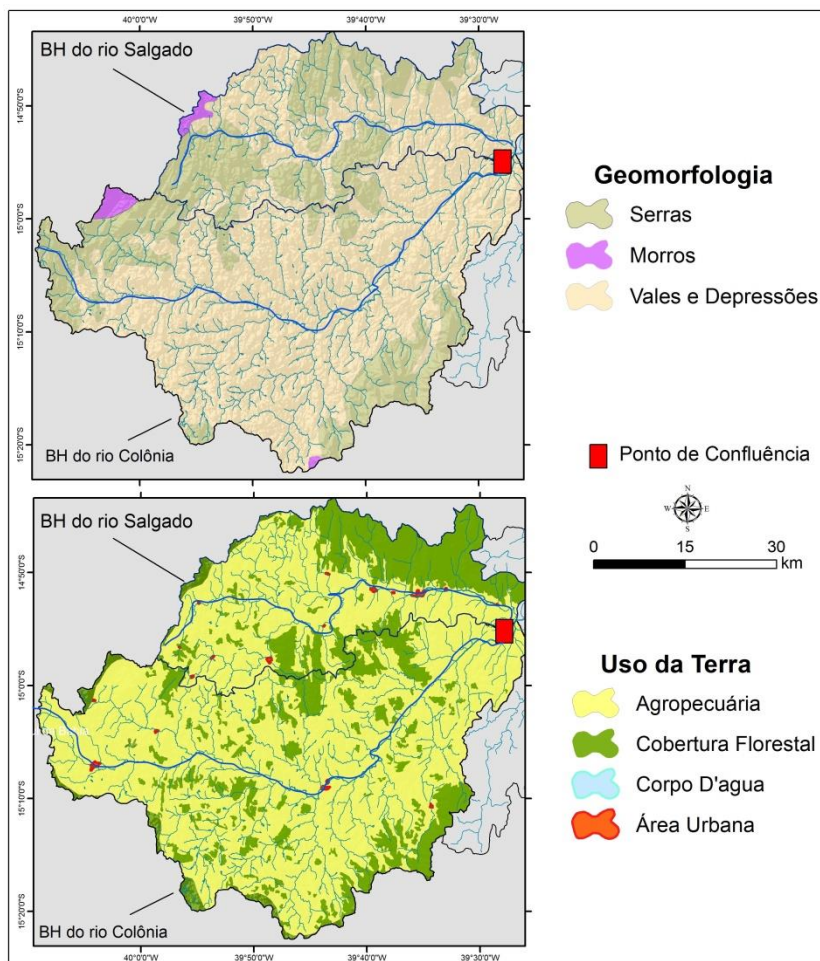 40°0'0"W
39°50'0"W
39°40'0"W
39°30'0"W
BH do rio Salgado
14°50'0"S
15°0'0"S
15°10'0"S
15°20'0"S
BH do rio Colônia
Geomorfologia
Serras
Morros
Vales e Depressões
Ponto de Confluência
N
W
E
S
0
15
30
km
BH do rio Salgado
14°50'0"S
15°0'0"S
15°10'0"S
15°20'0"S
BH do rio Colônia
40°0'0"W
39°50'0"W
39°40'0"W
39°30'0"W
Uso da Terra
Agropecuária
Cobertura Florestal
Corpo D'agua
Área Urbana